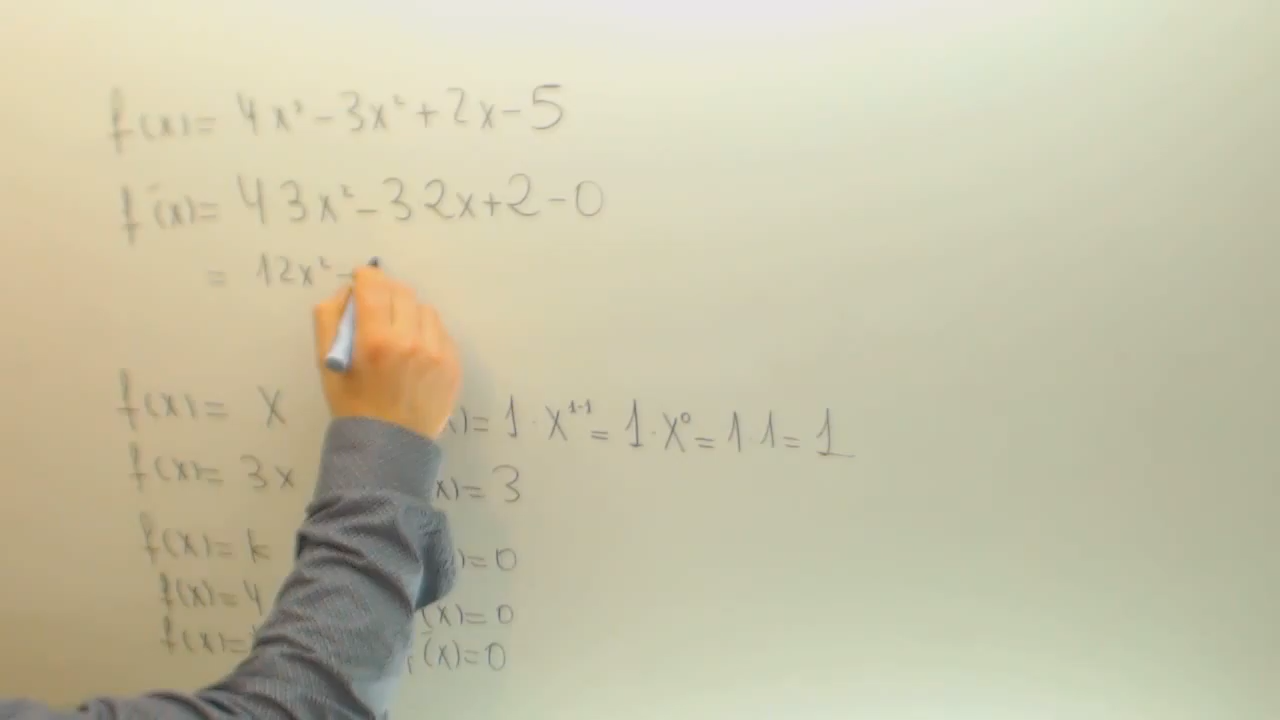 f(x)= 4x³-3x²+2x-5
f'(x)= 4 3x²-3 2x+2-0
= 12x²-
f(x)= x x)= 1·x¹⁻¹= 1·x⁰= 1·1= 1
f(x)= 3x x)= 3
f(x)= k )= 0
f(x)= 4 (x)= 0
f(x)= (x)= 0